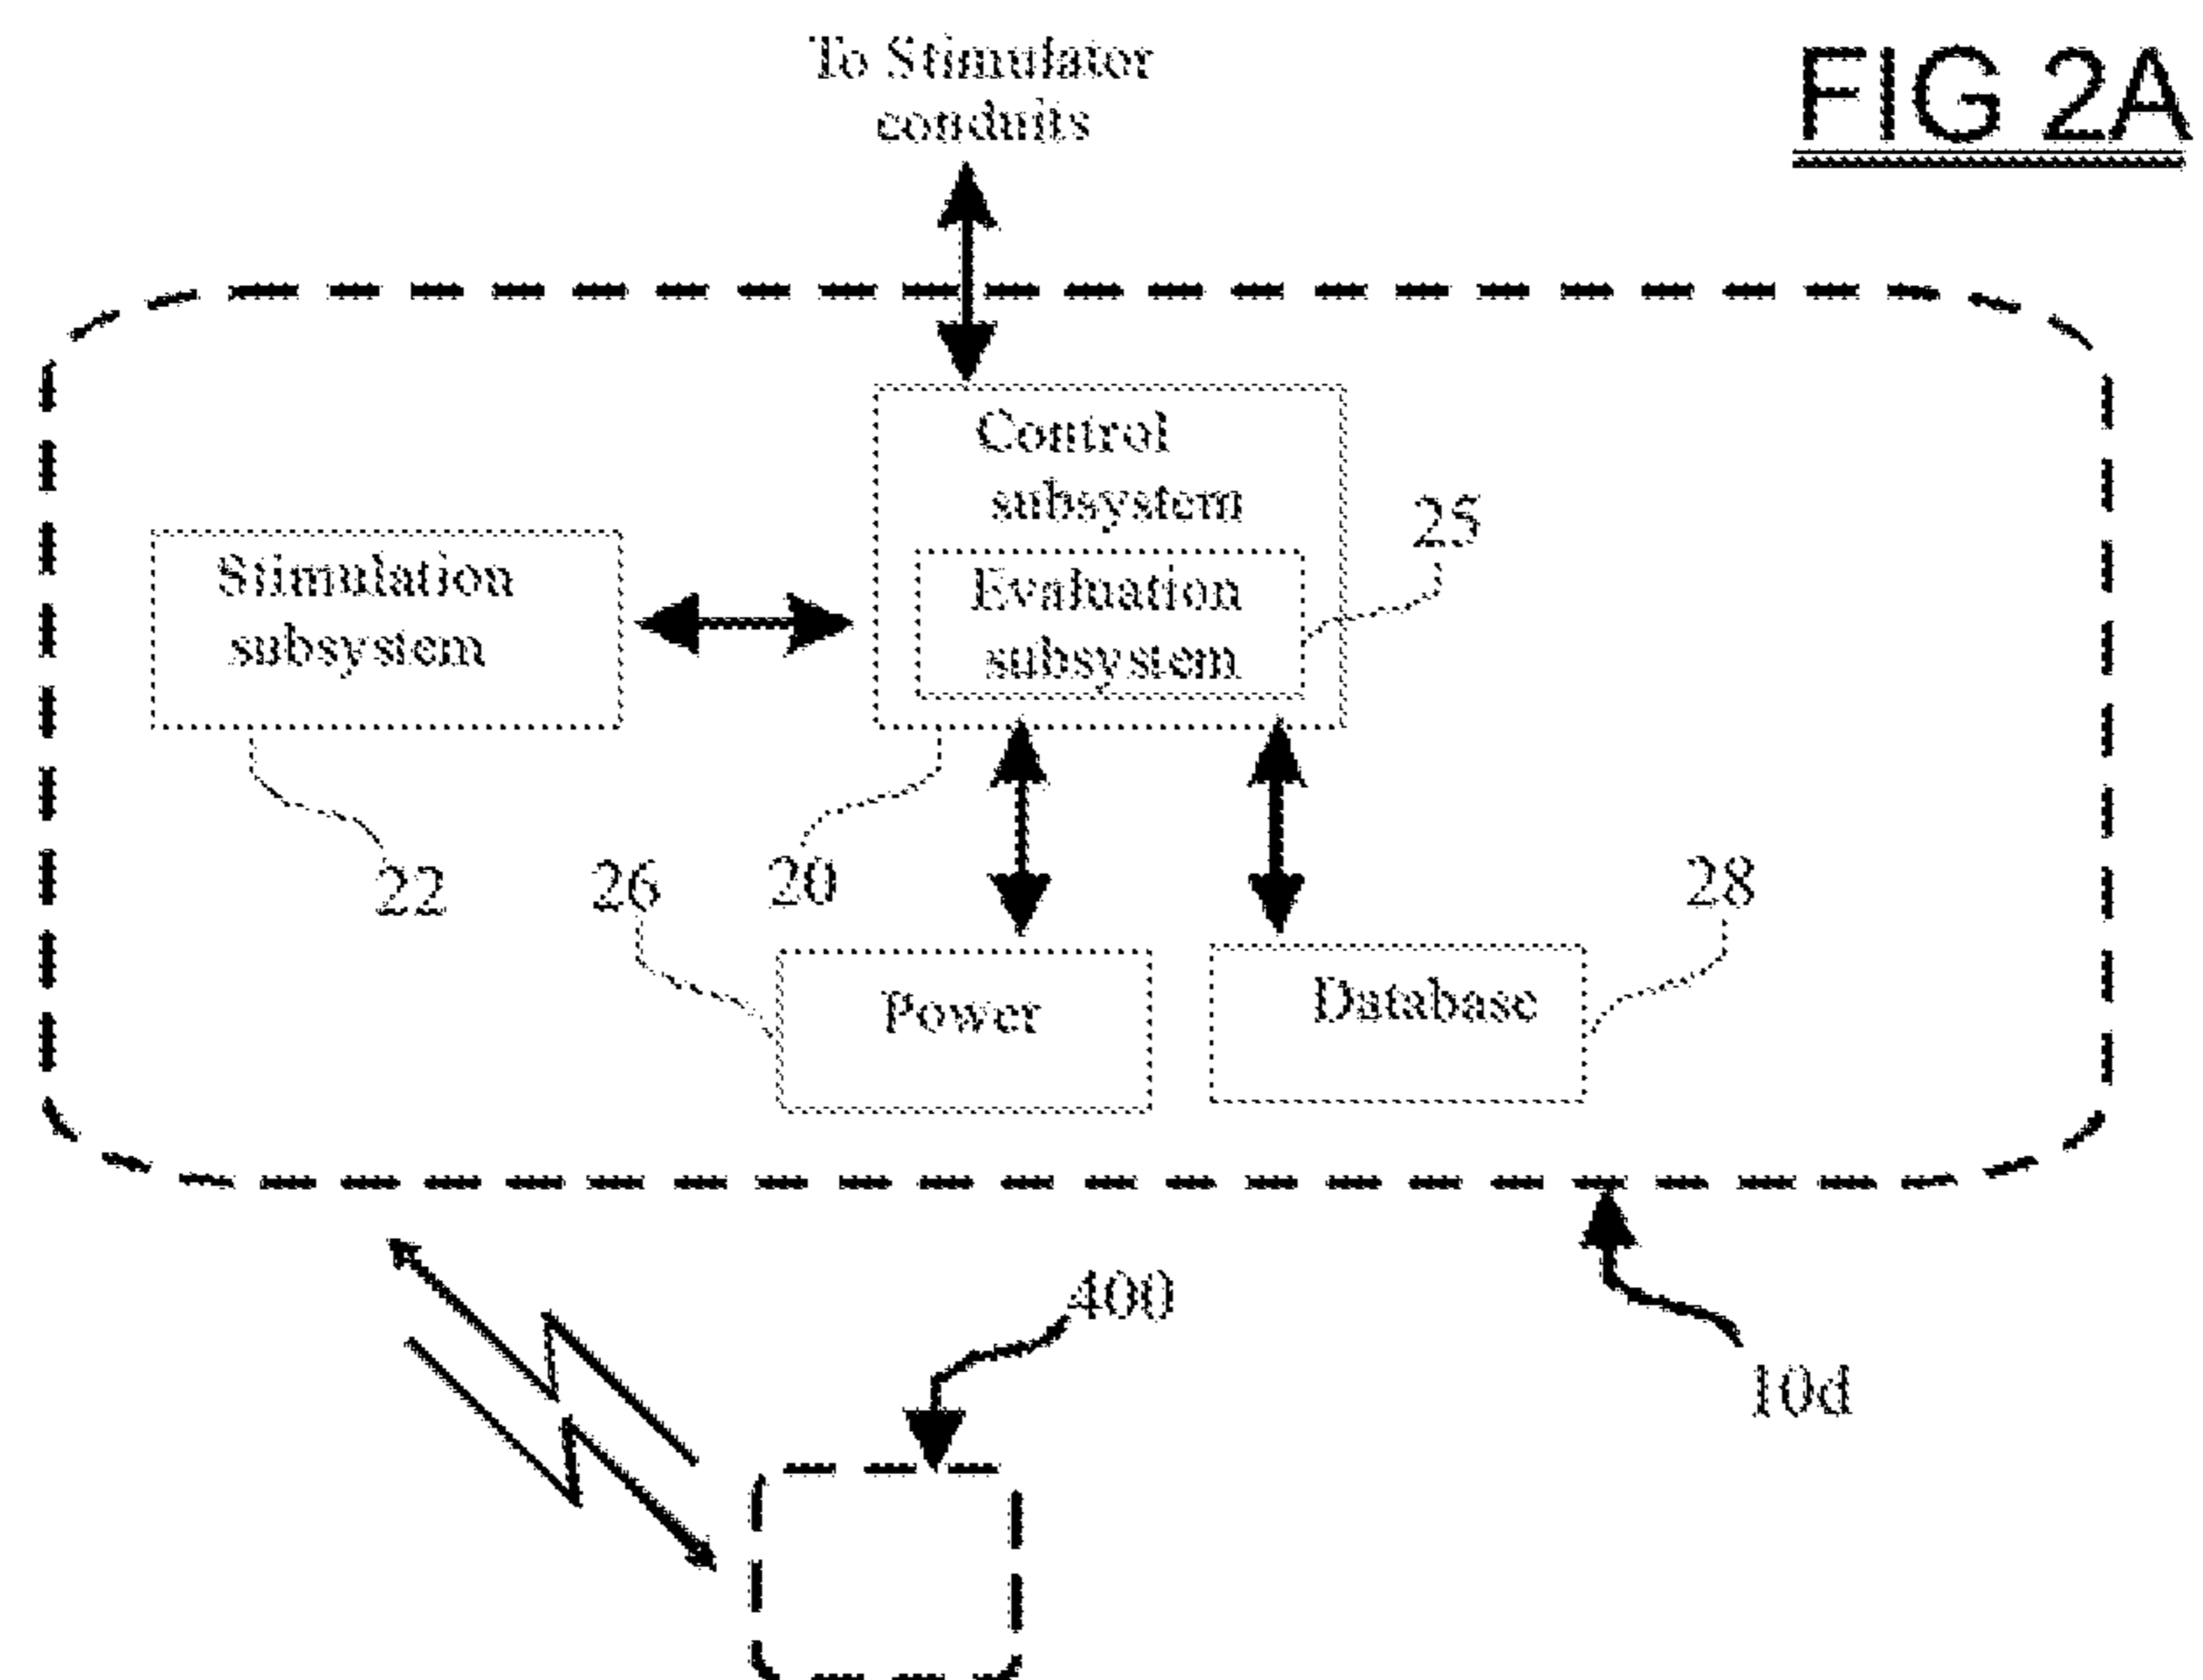 To Stimulator
conduits
FIG 2A
Control
subsystem
25
Stimulation
subsystem
Evaluation
subsystem
22
26
20
28
Power
Database
400
10d